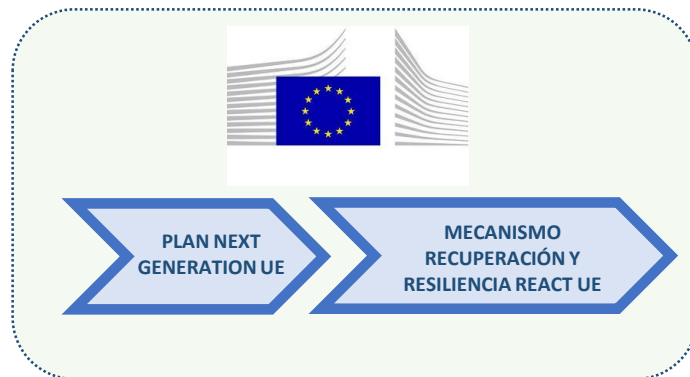 PLAN NEXT
GENERATION UE
MECANISMO
RECUPERACIÓN Y
RESILIENCIA REACT UE